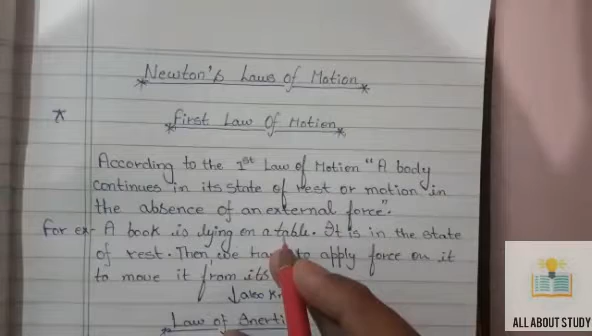 *Newton's Laws of Motion*
*
*First Law Of Motion*
According to the 1st Law of Motion "A body
continues in its state of rest or motion in
the absence of an external force".
For ex- A book is lying on a table. It is in the state
of rest. Then, we have to apply force on it
to move it from its
↓also
*Law of
ALL ABOUT STUDY